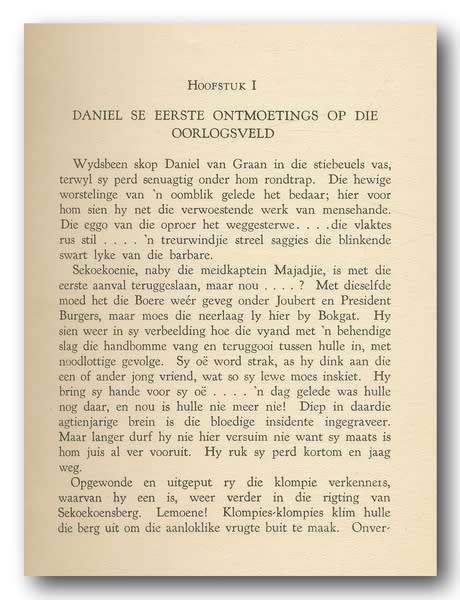 HOOFSTUK I
DANIEL SE EERSTE ONTMOETINGS OP DIE
OORLOGSVELD
Wydsbeen skop Daniel van Graan in die stiebeuels vas,
terwyl sy perd senuagtig onder hom rondtrap. Die hewige
worstelinge van 'n oomblik gelede het bedaar; hier voor
hom sien hy net die verwoestende werk van mensehande.
Die eggo van die oproer het weggesterwe. . . .die vlaktes
rus stil . . . . 'n treurwindjie streel saggies die blinkende
swart lyke van die barbare.
Sekoekoenie, naby die meidkaptein Majadjie, is met die
eerste aanval teruggeslaan, maar nou . . . . ? Met dieselfde
moed het die Boere weér geveg onder Joubert en President
Burgers, maar moes die neerlaag ly hier by Bokgat. Hy
sien weer in sy verbeelding hoe die vyand met 'n behendige
slag die handbomme vang en teruggooi tussen hulle in, met
noodlottige gevolge. Sy oë word strak, as hy dink aan die
een of ander jong vriend, wat so sy lewe moes inskiet. Hy
bring sy hande voor sy oë . . . . 'n dag gelede was hulle
nog daar, en nou is hulle nie meer nie! Diep in daardie
agtienjarige brein is die bloedige insidente ingegraveer.
Maar langer durf hy nie hier versuim nie want sy maats is
hom juis al ver vooruit. Hy ruk sy perd kortom en jaag
weg.
Opgewonde en uitgeput ry die klompie verkenners,
waarvan hy een is, weer verder in die rigting van
Sekoekoensberg. Lemoene! Klompies-klompies klim hulle
die berg uit om die aanloklike vrugte buit te maak. Onver-